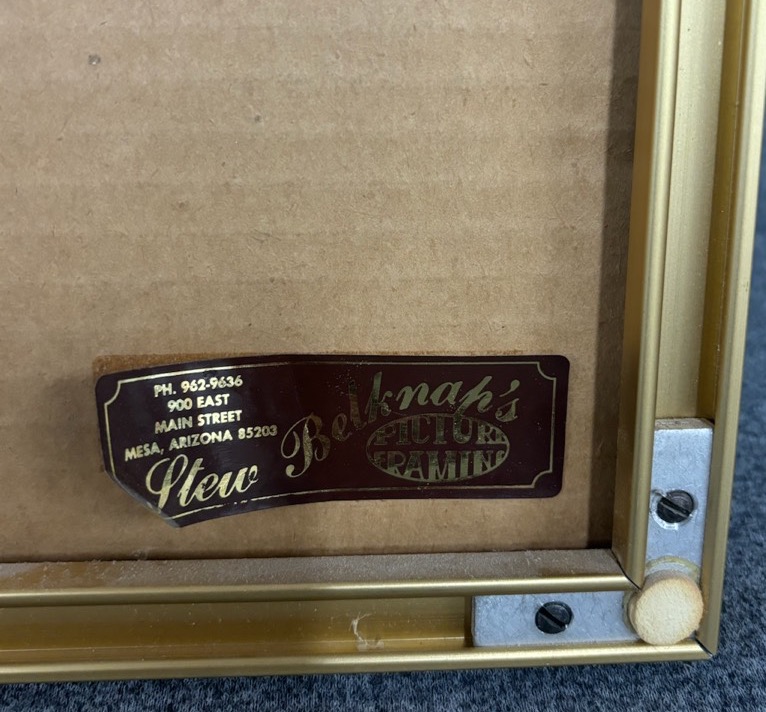 PH. 962-9636
900 EAST
MAIN STREET
MESA, ARIZONA 85203
Stew Belknap's
PICTURE
FRAMING